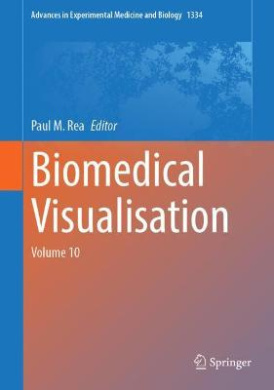 Advances in Experimental Medicine and Biology 1334
Paul M. Rea Editor
Biomedical
Visualisation
Volume 10
Springer